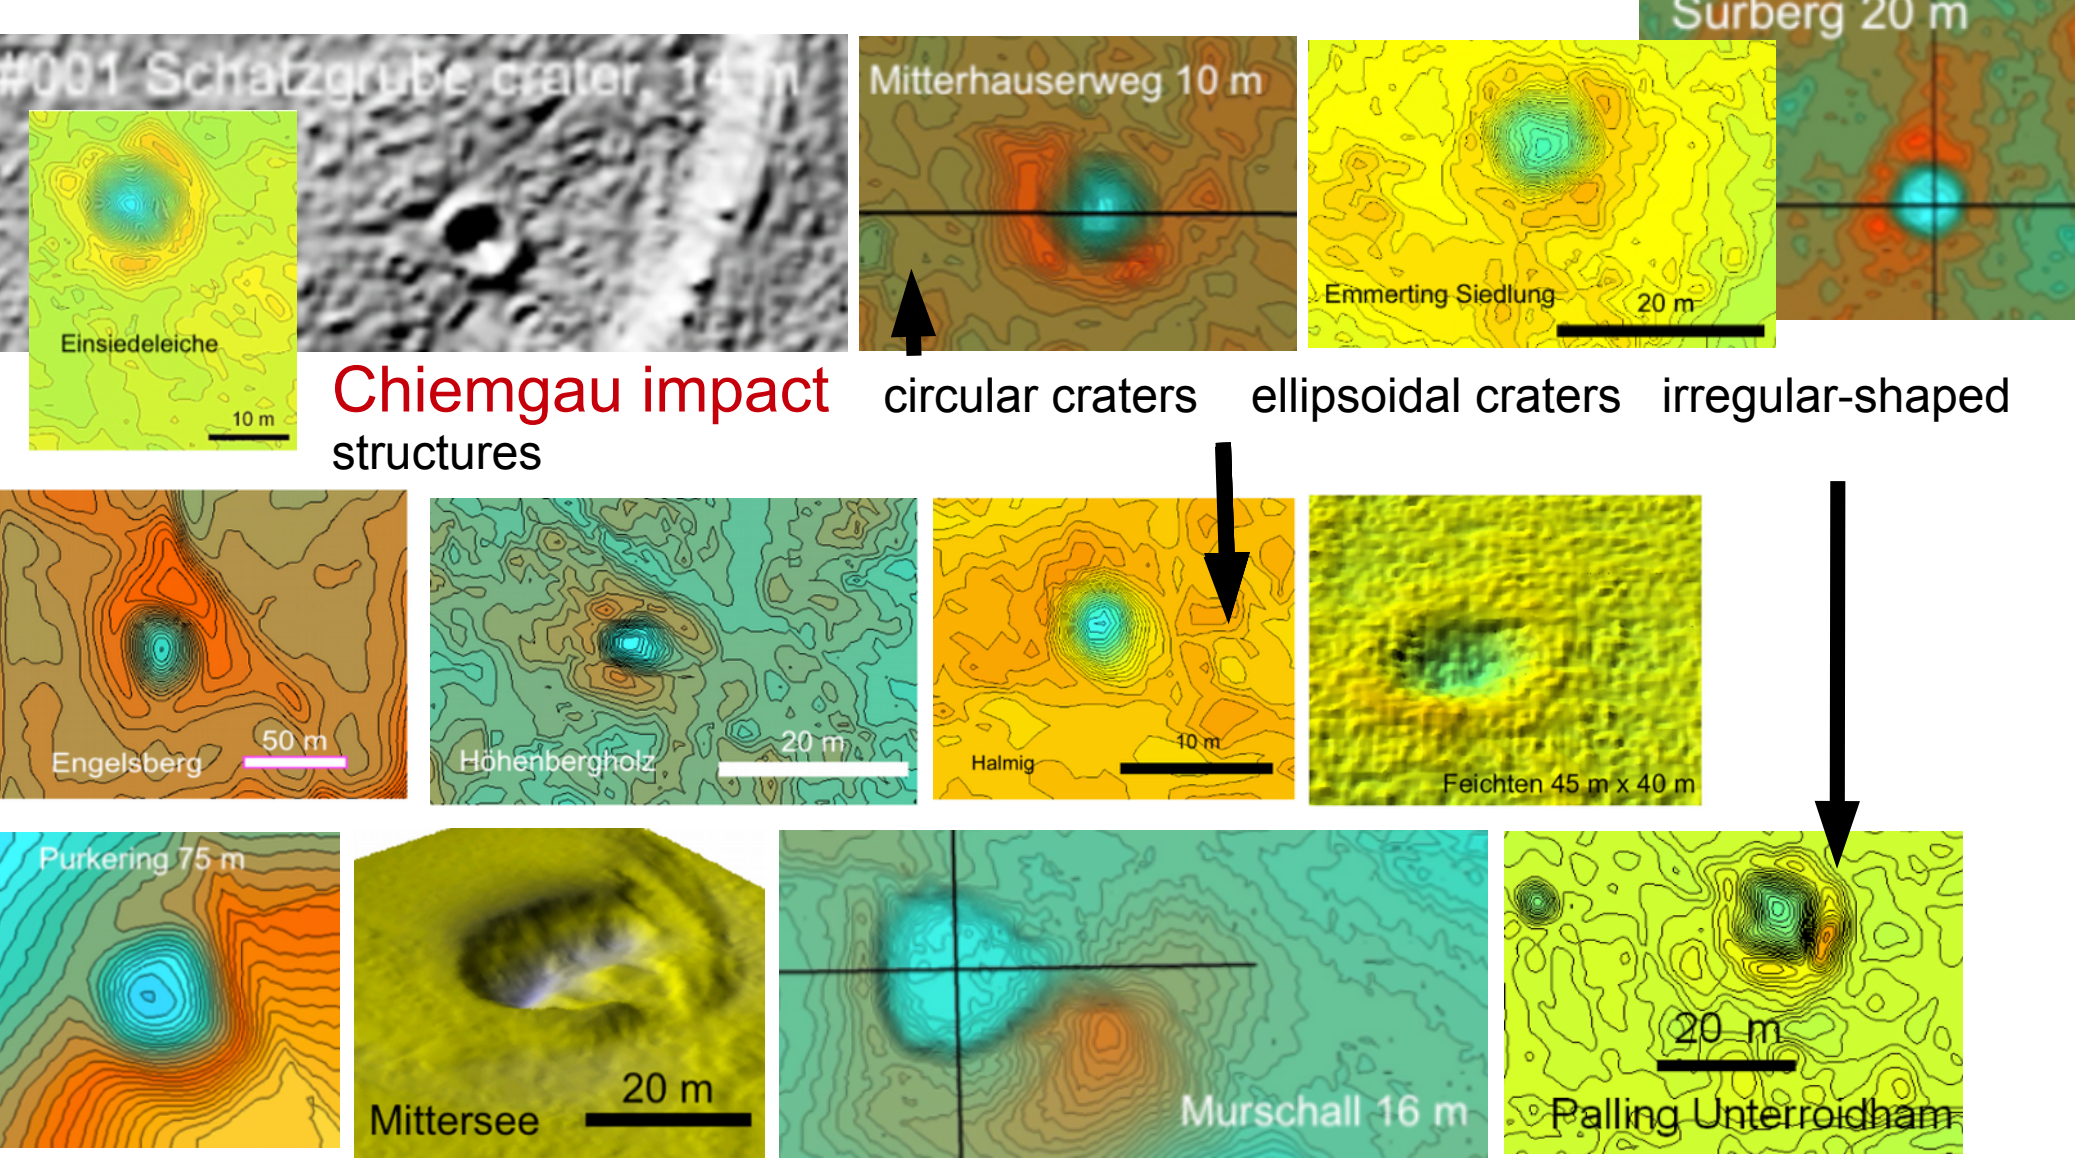 Surberg 20 m
#001 Schatzgrube crater, 14 m
Mitterhauserweg 10 m
Emmerting Siedlung
20 m
Einsiedeleiche
10 m
Chiemgau impact
structures
circular craters
ellipsoidal craters
irregular-shaped
Engelsberg
50 m
Höhenbergholz
20 m
Halmig
10 m
Feichten 45 m x 40 m
Purkering 75 m
Mittersee
20 m
Murschall 16 m
20 m
Palling Unterroidham